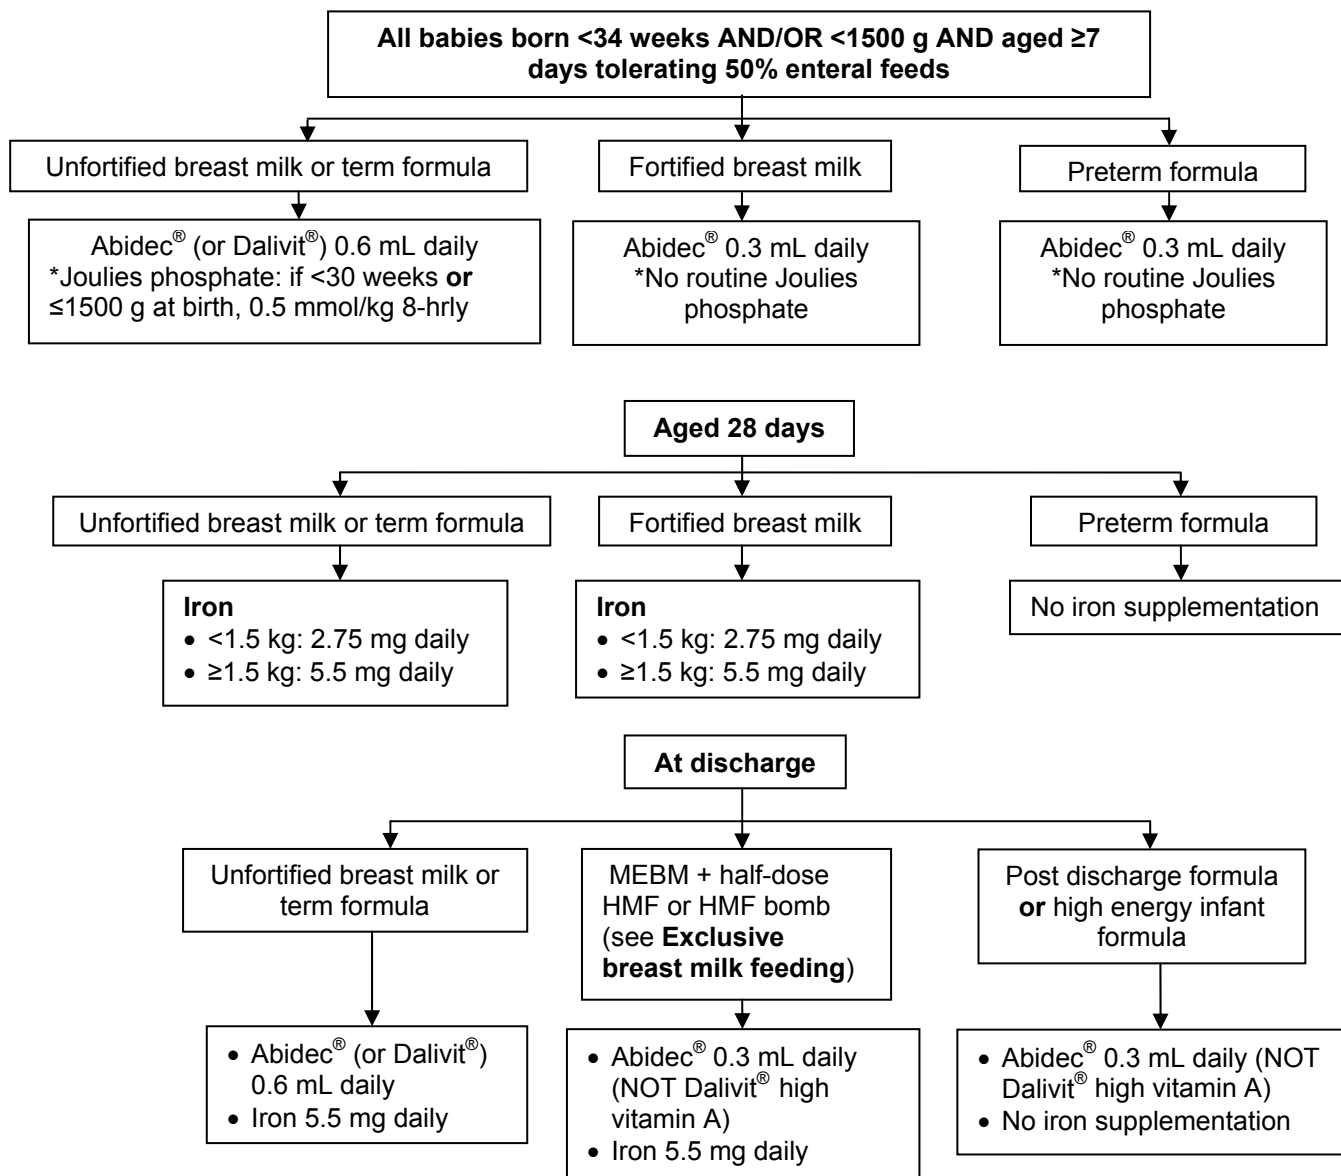 All babies born <34 weeks AND/OR <1500 g AND aged ≥7
days tolerating 50% enteral feeds
Unfortified breast milk or term formula
Fortified breast milk
Preterm formula
Abidec® (or Dalivit®) 0.6 mL daily
*Joulies phosphate: if <30 weeks or
≤1500 g at birth, 0.5 mmol/kg 8-hrly
Abidec® 0.3 mL daily
*No routine Joulies
phosphate
Abidec® 0.3 mL daily
*No routine Joulies
phosphate
Aged 28 days
Unfortified breast milk or term formula
Fortified breast milk
Preterm formula
Iron
• <1.5 kg: 2.75 mg daily
• ≥1.5 kg: 5.5 mg daily
Iron
• <1.5 kg: 2.75 mg daily
• ≥1.5 kg: 5.5 mg daily
No iron supplementation
At discharge
Unfortified breast milk or
term formula
MEBM + half-dose
HMF or HMF bomb
(see Exclusive
breast milk feeding)
Post discharge formula
or high energy infant
formula
• Abidec® (or Dalivit®)
0.6 mL daily
• Iron 5.5 mg daily
• Abidec® 0.3 mL daily
(NOT Dalivit® high
vitamin A)
• Iron 5.5 mg daily
• Abidec® 0.3 mL daily (NOT
Dalivit® high vitamin A)
• No iron supplementation